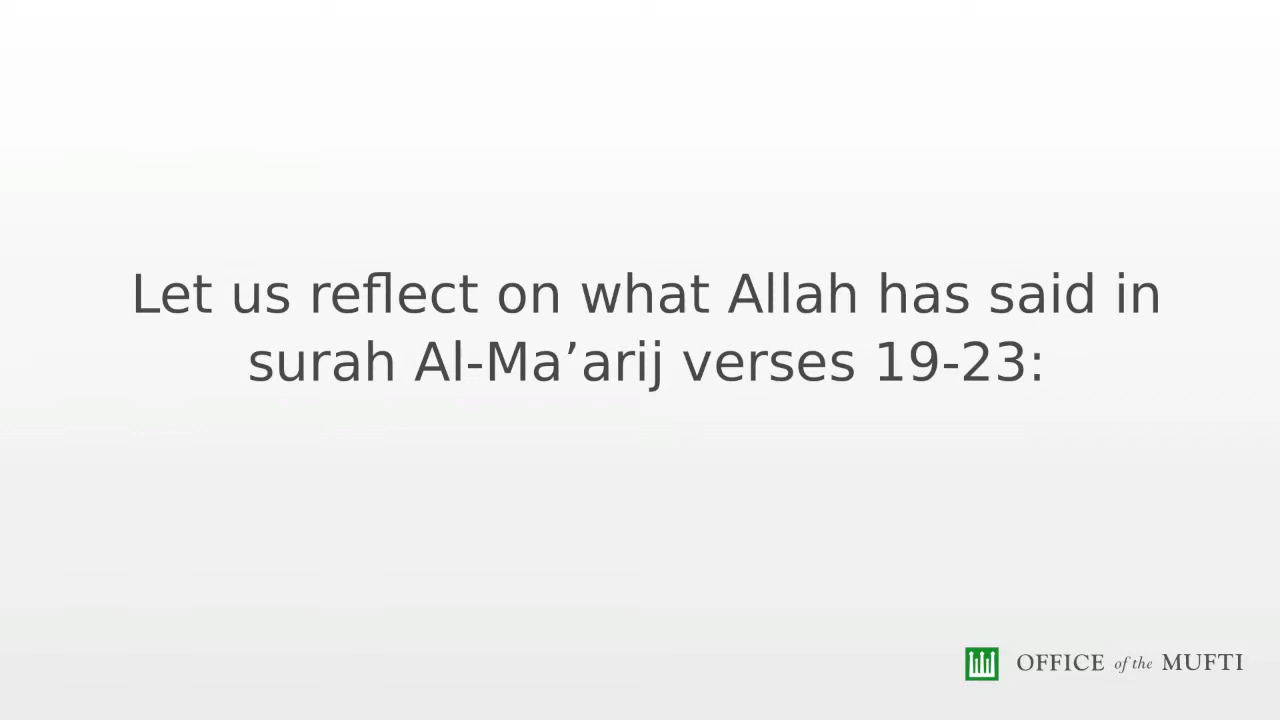 Let us reflect on what Allah has said in
surah Al-Ma’arij verses 19-23:
OFFICE of the MUFTI